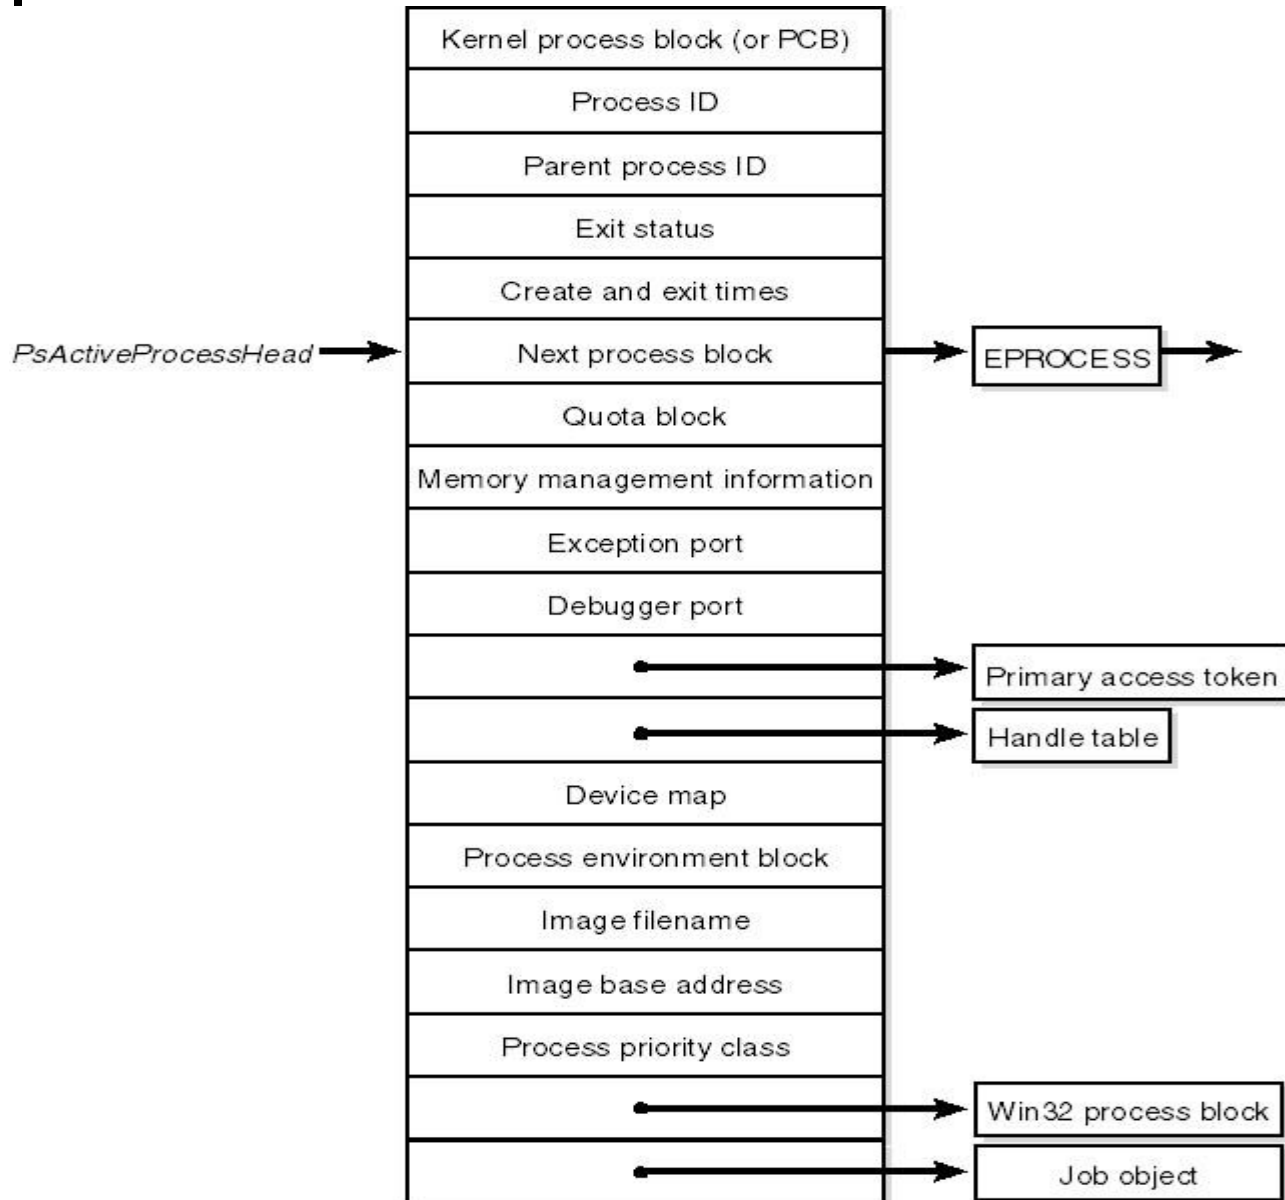 Kernel process block (or PCB)
Process ID
Parent process ID
Exit status
Create and exit times
PsActiveProcessHead
Next process block
EPROCESS
Quota block
Memory management information
Exception port
Debugger port
Primary access token
Handle table
Device map
Process environment block
Image filename
Image base address
Process priority class
Win32 process block
Job object